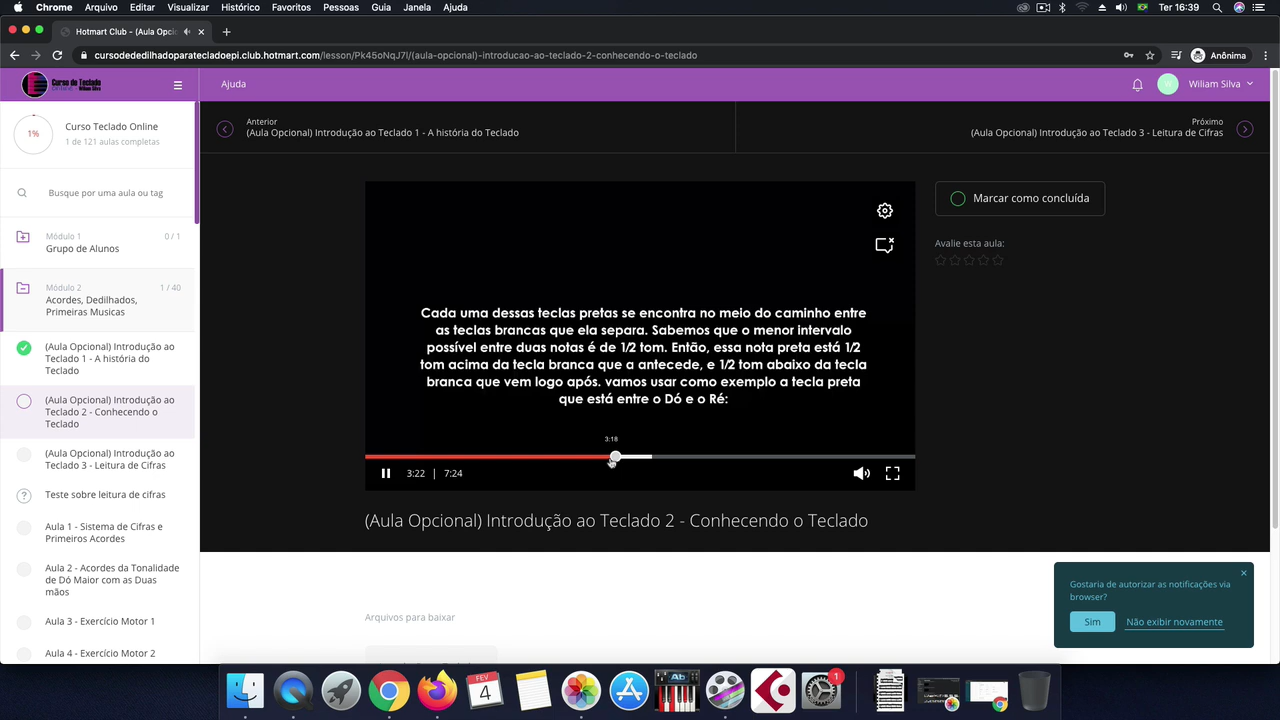 Chrome Arquivo Editar Visualizar Histórico Favoritos Pessoas Guia Janela Ajuda Ter 16:39
Hotmart Club - (Aula Opcion
cursodededilhadoparatecladoepi.club.hotmart.com/lesson/Pk45oNqJ7l/(aula-opcional)-introducao-ao-teclado-2-conhecendo-o-teclado
Anônima
Curso de Teclado
Ajuda
Wiliam Silva
1%
Curso Teclado Online
1 de 121 aulas completas
Anterior
(Aula Opcional) Introdução ao Teclado 1 - A história do Teclado
Próximo
(Aula Opcional) Introdução ao Teclado 3 - Leitura de Cifras
Busque por uma aula ou tag
Módulo 1 0 / 1
Grupo de Alunos
Módulo 2 1 / 40
Acordes, Dedilhados,
Primeiras Musicas
(Aula Opcional) Introdução ao
Teclado 1 - A história do
Teclado
(Aula Opcional) Introdução ao
Teclado 2 - Conhecendo o
Teclado
(Aula Opcional) Introdução ao
Teclado 3 - Leitura de Cifras
Teste sobre leitura de cifras
Aula 1 - Sistema de Cifras e
Primeiros Acordes
Aula 2 - Acordes da Tonalidade
de Dó Maior com as Duas
mãos
Aula 3 - Exercício Motor 1
Aula 4 - Exercício Motor 2
Cada uma dessas teclas pretas se encontra no meio do caminho entre
as teclas brancas que ela separa. Sabemos que o menor intervalo
possível entre duas notas é de 1/2 tom. Então, essa nota preta está 1/2
tom acima da tecla branca que a antecede, e 1/2 tom abaixo da tecla
branca que vem logo após. vamos usar como exemplo a tecla preta
que está entre o Dó e o Ré:
3:18
3:22 | 7:24
Marcar como concluída
Avalie esta aula:
(Aula Opcional) Introdução ao Teclado 2 - Conhecendo o Teclado
Arquivos para baixar
Gostaria de autorizar as notificações via
browser?
Sim Não exibir novamente
FEV
4
Ab
1